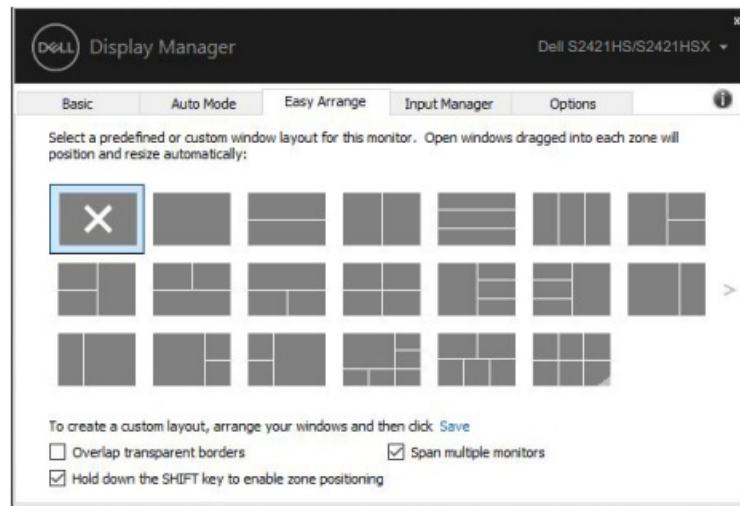 x
DELL Display Manager Dell S2421HS/S2421HSX
Basic Auto Mode Easy Arrange Input Manager Options i
Select a predefined or custom window layout for this monitor. Open windows dragged into each zone will
position and resize automatically:
>
To create a custom layout, arrange your windows and then click Save
Overlap transparent borders Span multiple monitors
Hold down the SHIFT key to enable zone positioning